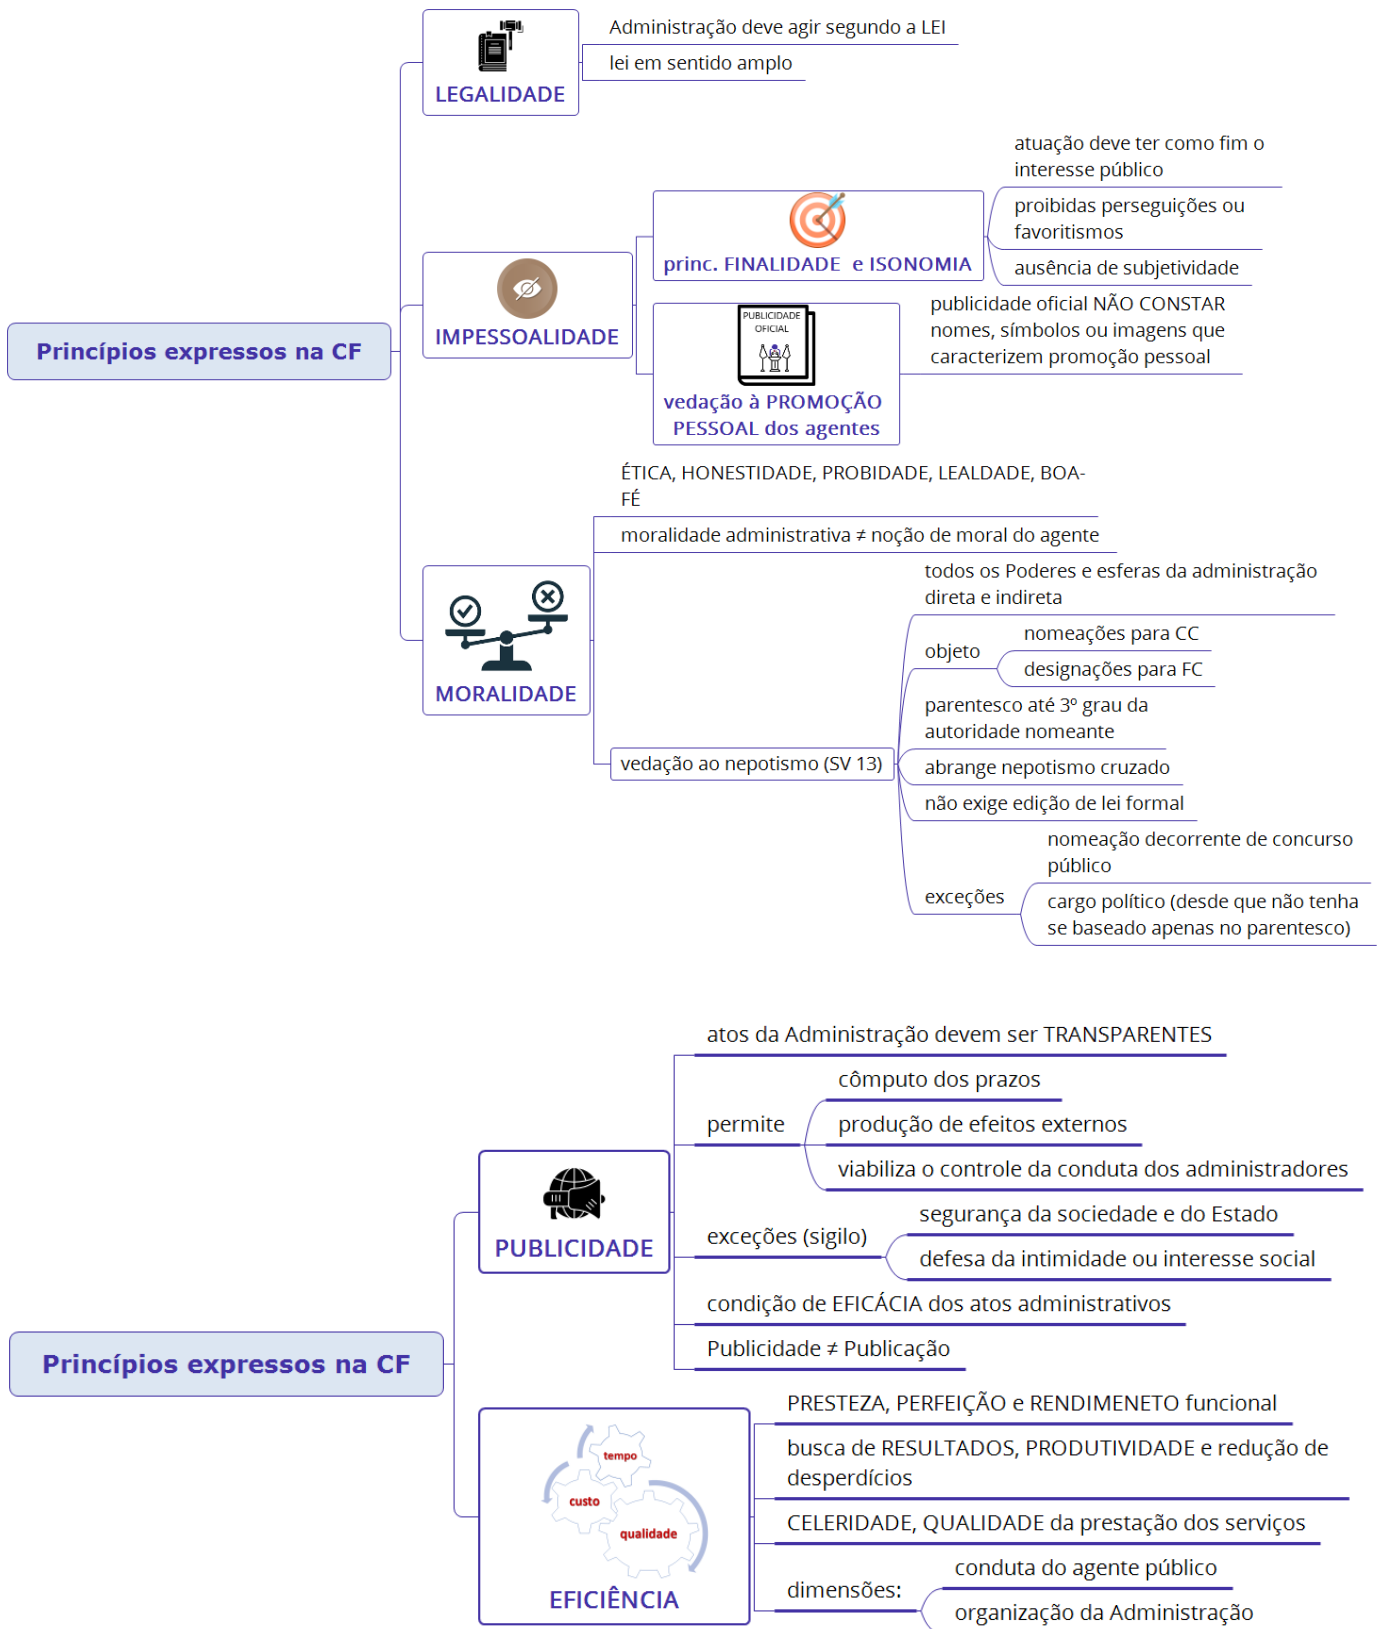 Princípios expressos na CF
LEGALIDADE
Administração deve agir segundo a LEI
lei em sentido amplo
IMPESSOALIDADE
princ. FINALIDADE e ISONOMIA
atuação deve ter como fim o
interesse público
proibidas perseguições ou
favoritismos
ausência de subjetividade
PUBLICIDADE
OFICIAL
vedação à PROMOÇÃO
PESSOAL dos agentes
publicidade oficial NÃO CONSTAR
nomes, símbolos ou imagens que
caracterizem promoção pessoal
MORALIDADE
ÉTICA, HONESTIDADE, PROBIDADE, LEALDADE, BOA-
FÉ
moralidade administrativa ≠ noção de moral do agente
vedação ao nepotismo (SV 13)
todos os Poderes e esferas da administração
direta e indireta
objeto
nomeações para CC
designações para FC
parentesco até 3º grau da
autoridade nomeante
abrange nepotismo cruzado
não exige edição de lei formal
exceções
nomeação decorrente de concurso
público
cargo político (desde que não tenha
se baseado apenas no parentesco)
Princípios expressos na CF
PUBLICIDADE
atos da Administração devem ser TRANSPARENTES
permite
cômputo dos prazos
produção de efeitos externos
viabiliza o controle da conduta dos administradores
exceções (sigilo)
segurança da sociedade e do Estado
defesa da intimidade ou interesse social
condição de EFICÁCIA dos atos administrativos
Publicidade ≠ Publicação
tempo
custo
qualidade
EFICIÊNCIA
PRESTEZA, PERFEIÇÃO e RENDIMENETO funcional
busca de RESULTADOS, PRODUTIVIDADE e redução de
desperdícios
CELERIDADE, QUALIDADE da prestação dos serviços
dimensões:
conduta do agente público
organização da Administração